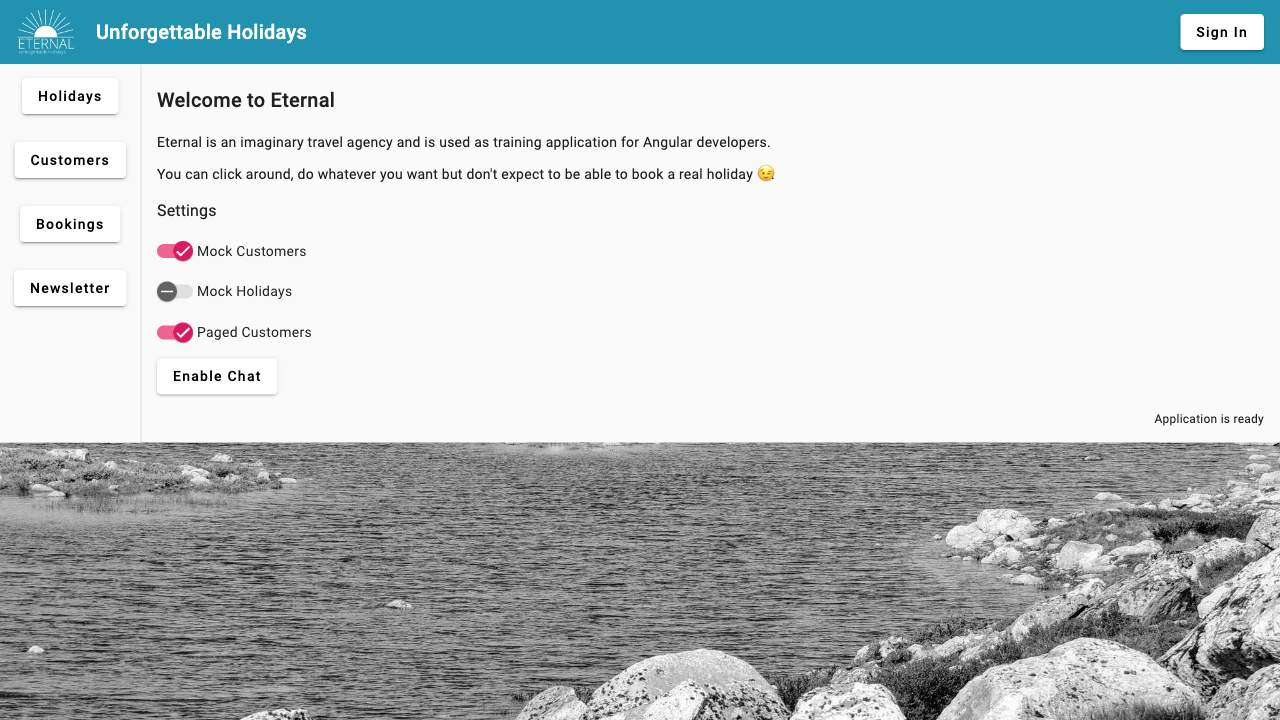 ETERNAL
unforgettable holidays
Unforgettable Holidays
Sign In
Holidays
Customers
Bookings
Newsletter
Welcome to Eternal
Eternal is an imaginary travel agency and is used as training application for Angular developers.
You can click around, do whatever you want but don't expect to be able to book a real holiday 😉
Settings
Mock Customers
Mock Holidays
Paged Customers
Enable Chat
Application is ready